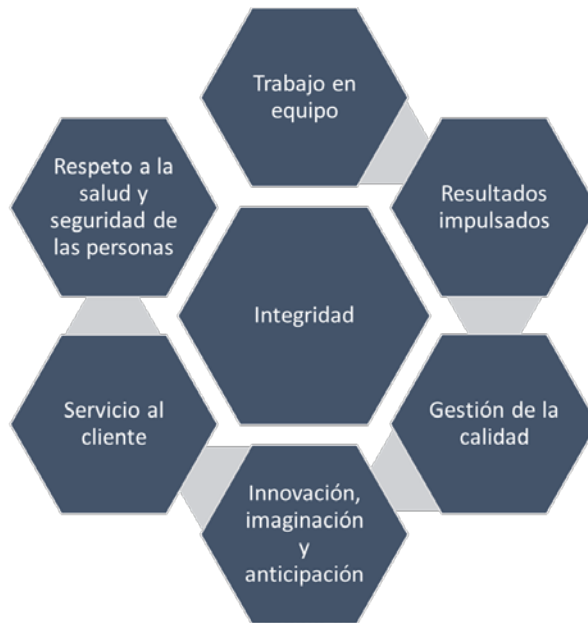 Trabajo en
equipo
Respeto a la
salud y
seguridad de
las personas
Resultados
impulsados
Integridad
Servicio al
cliente
Gestión de la
calidad
Innovación,
imaginación
y
anticipación